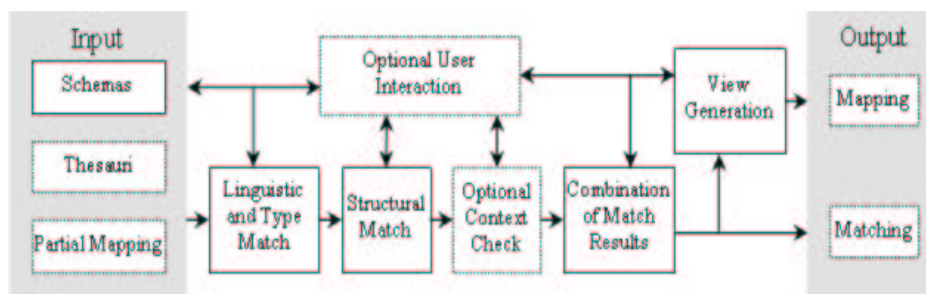 Input
Schemas
Thesauri
Partial Mapping
Optional User
Interaction
Linguistic
and Type
Match
Structural
Match
Optional
Context
Check
Combination
of Match
Results
View
Generation
Output
Mapping
Matching